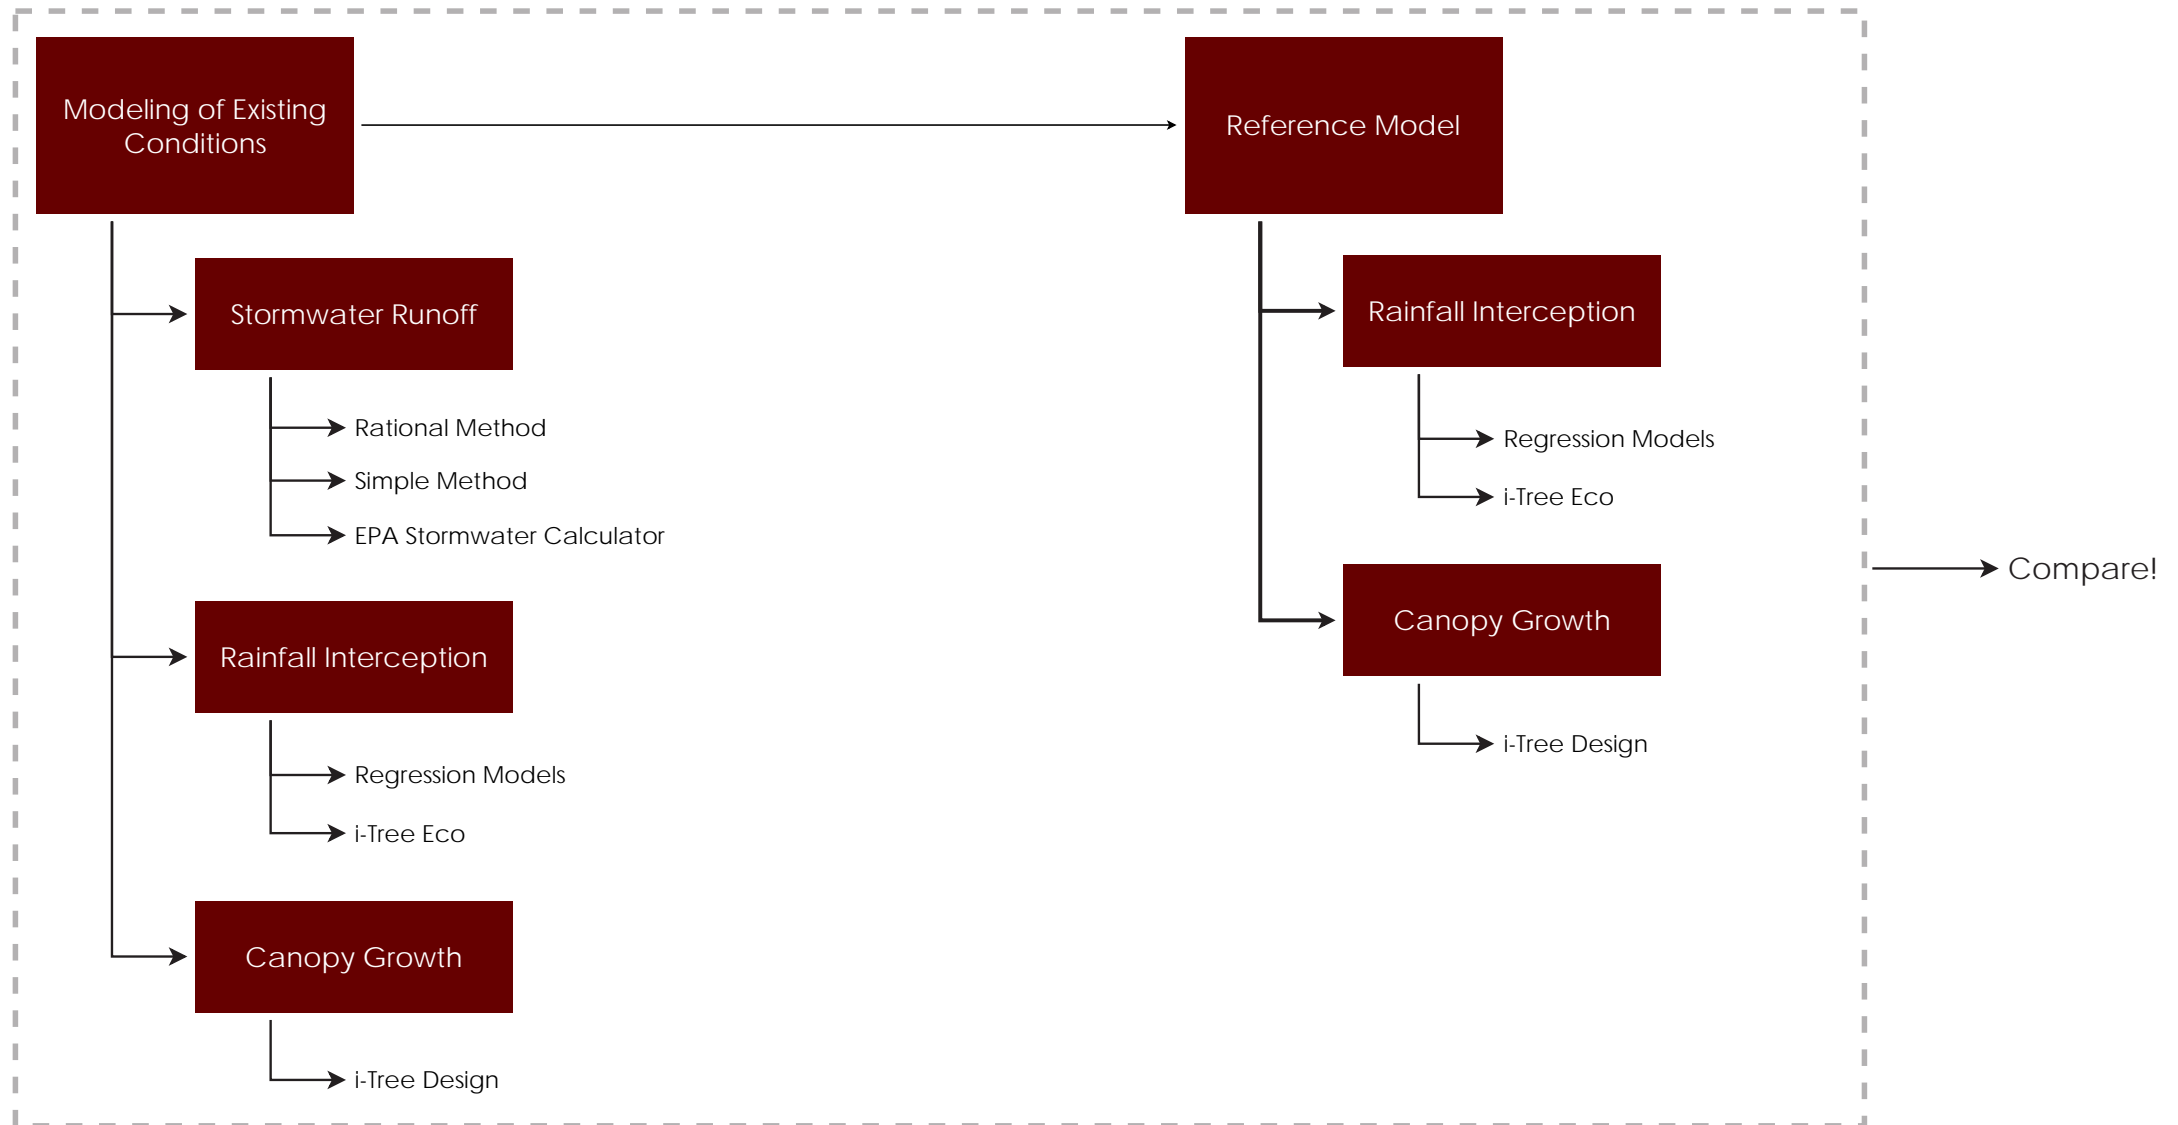 Modeling of Existing
Conditions
Stormwater Runoff
Rational Method
Simple Method
EPA Stormwater Calculator
Rainfall Interception
Regression Models
i-Tree Eco
Canopy Growth
i-Tree Design
Reference Model
Rainfall Interception
Regression Models
i-Tree Eco
Canopy Growth
i-Tree Design
Compare!